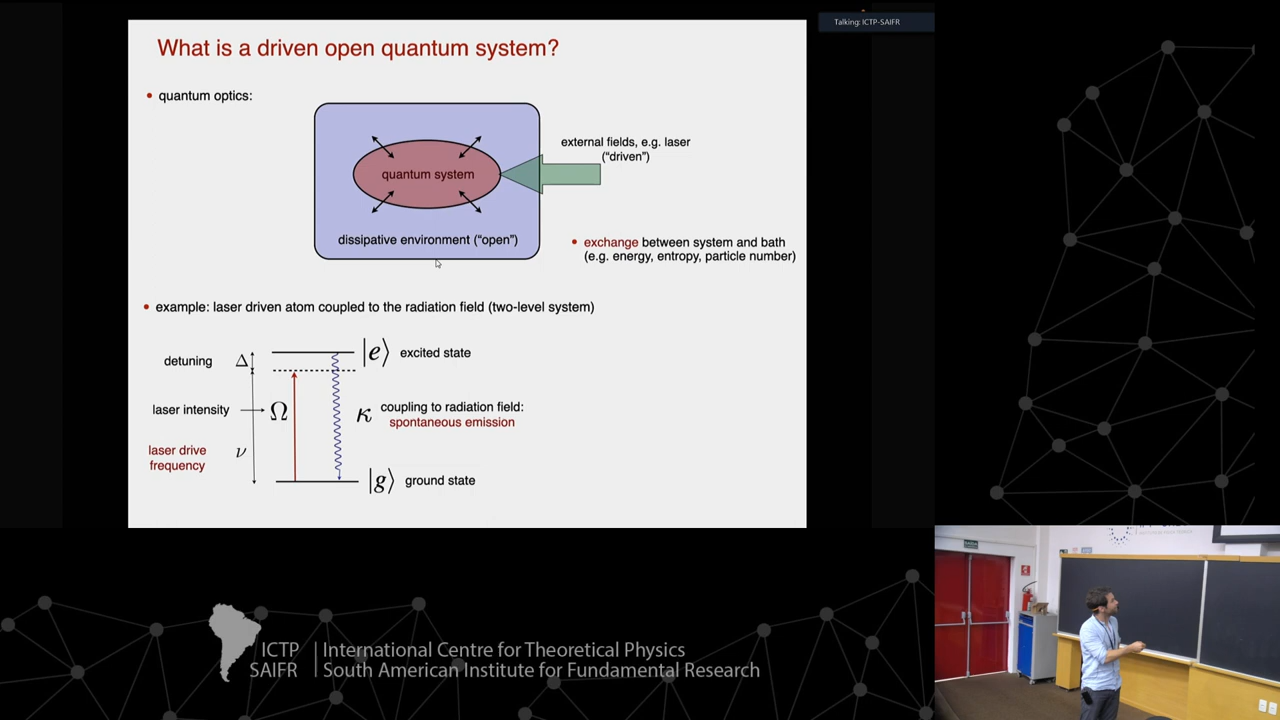 Talking: ICTP-SAIFR
What is a driven open quantum system?
• quantum optics:
external fields, e.g. laser
(“driven”)
quantum system
dissipative environment (“open”)
• exchange between system and bath
(e.g. energy, entropy, particle number)
• example: laser driven atom coupled to the radiation field (two-level system)
detuning Δ |e⟩ excited state
laser intensity Ω κ coupling to radiation field:
spontaneous emission
laser drive
frequency ν
|g⟩ ground state
ICTP International Centre for Theoretical Physics
SAIFR South American Institute for Fundamental Research